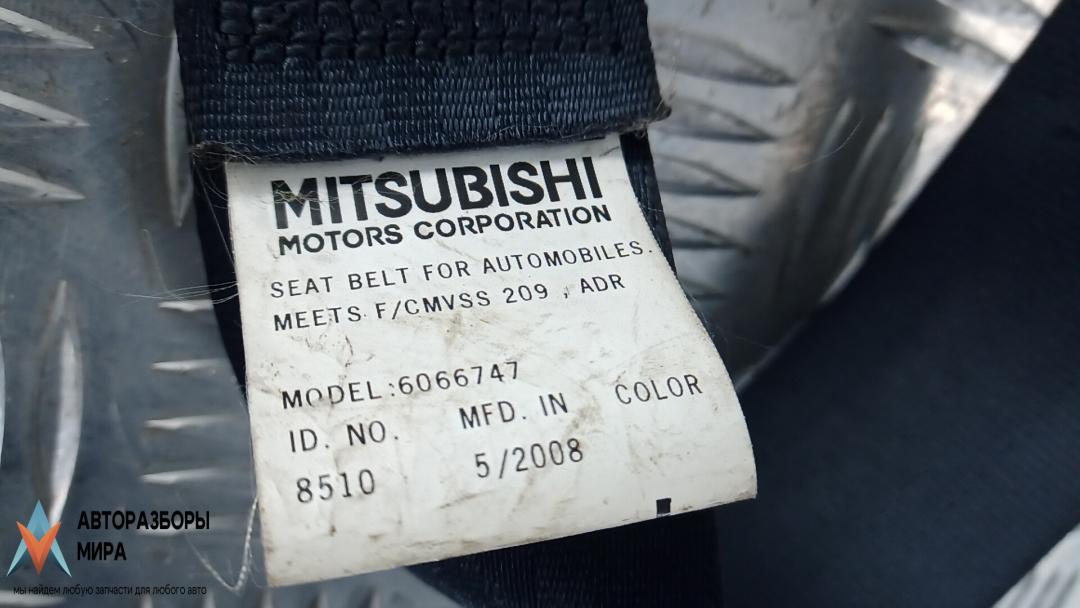 MITSUBISHI
MOTORS CORPORATION
SEAT BELT FOR AUTOMOBILES.
MEETS F/CMVSS 209 , ADR
MODEL:6066747
ID. NO. MFD. IN COLOR
8510 5/2008
АВТОРАЗБОРЫ
МИРА
мы найдем любую запчасти для любого авто